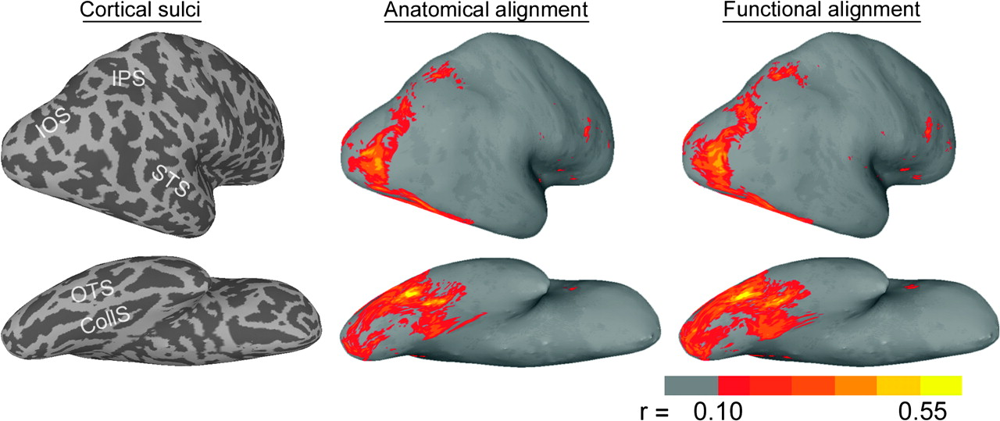 Cortical sulci
Anatomical alignment
Functional alignment
IPS
IOS
STS
OTS
CollS
r = 0.10 0.55